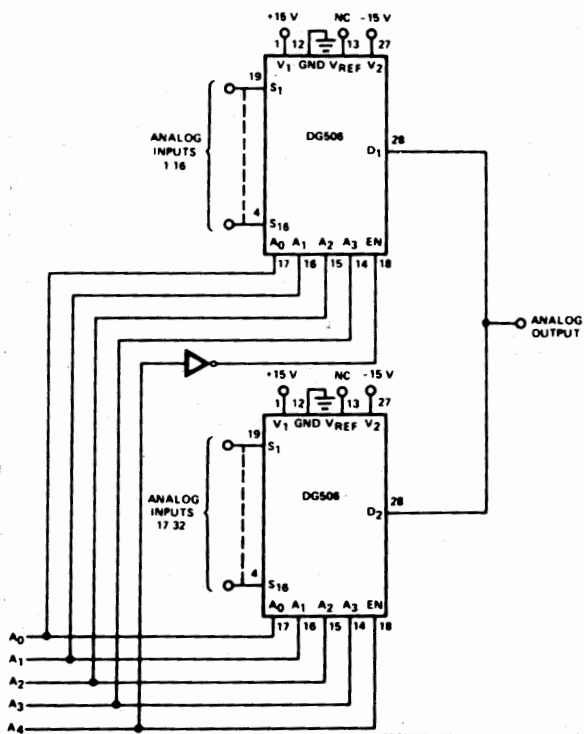 +15 V NC -15 V
1 12 13 27
V1 GND VREF V2
19 S1
ANALOG
INPUTS
1 16
DG506
28
D1
4 S16
A0 A1 A2 A3 EN
17 16 15 14 18
ANALOG
OUTPUT
+15 V NC -15 V
1 12 13 27
V1 GND VREF V2
19 S1
ANALOG
INPUTS
17 32
DG506
28
D2
4 S16
A0 A1 A2 A3 EN
17 16 15 14 18
A0
A1
A2
A3
A4